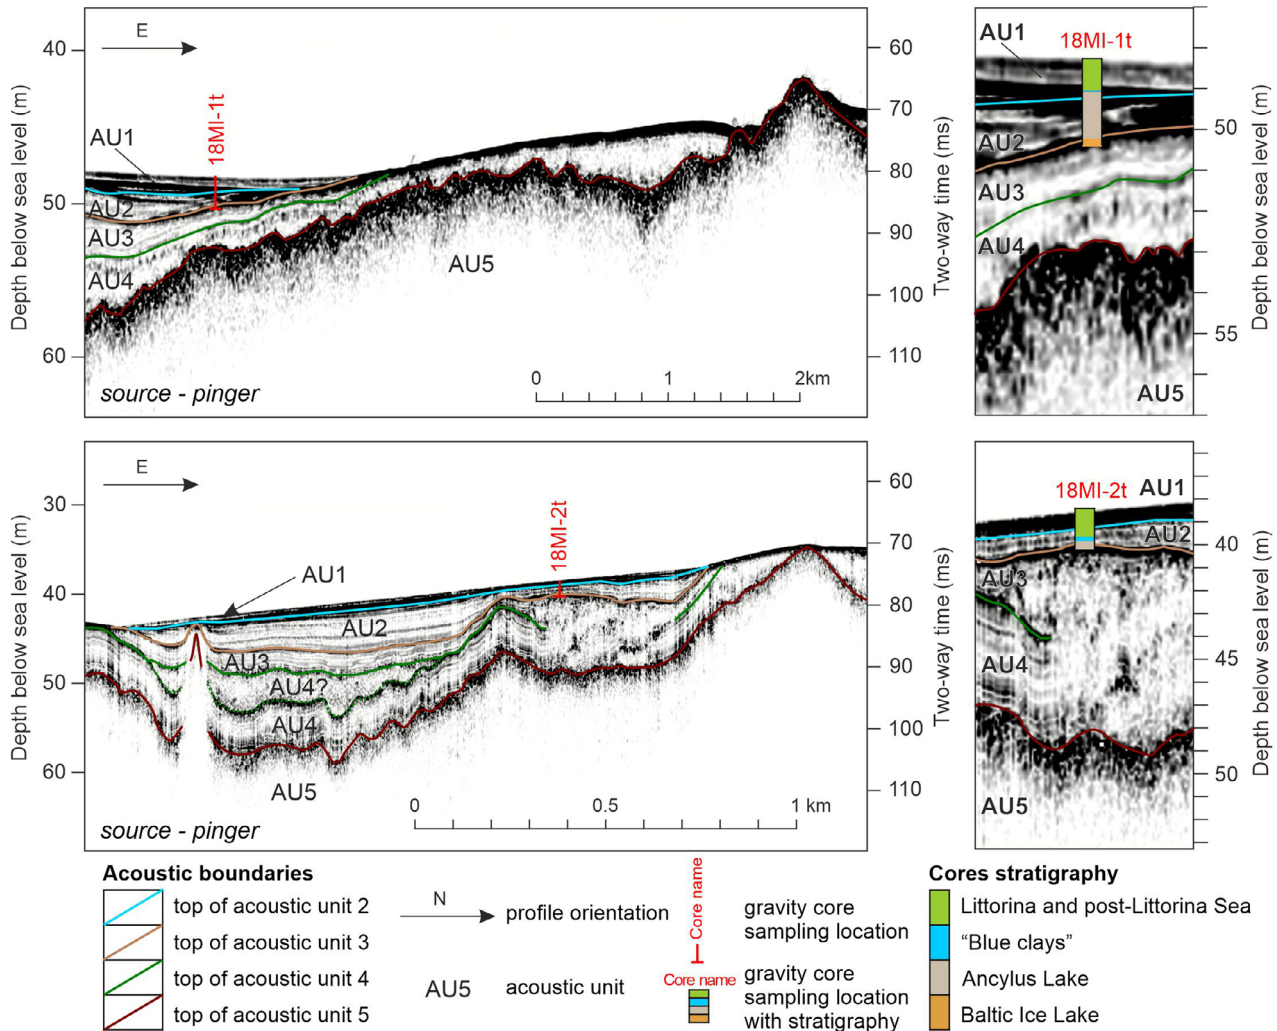 E
40
50
60
Depth below sea level (m)
AU1
AU2
AU3
AU4
AU5
18MI-1t
source - pinger
0 1 2km
60
70
80
90
100
110
Two-way time (ms)
AU1
18MI-1t
AU2
AU3
AU4
AU5
50
55
Depth below sea level (m)
E
30
40
50
60
Depth below sea level (m)
AU1
AU2
AU3
AU4?
AU4
AU5
18MI-2t
source - pinger
0 0.5 1 km
60
70
80
90
100
110
Two-way time (ms)
18MI-2t
AU1
AU2
AU3
AU4
AU5
40
45
50
Depth below sea level (m)
Acoustic boundaries
top of acoustic unit 2
top of acoustic unit 3
top of acoustic unit 4
top of acoustic unit 5
N
profile orientation
AU5
acoustic unit
Core name
gravity core
sampling location
Core name
gravity core
sampling location
with stratigraphy
Cores stratigraphy
Littorina and post-Littorina Sea
“Blue clays”
Ancylus Lake
Baltic Ice Lake